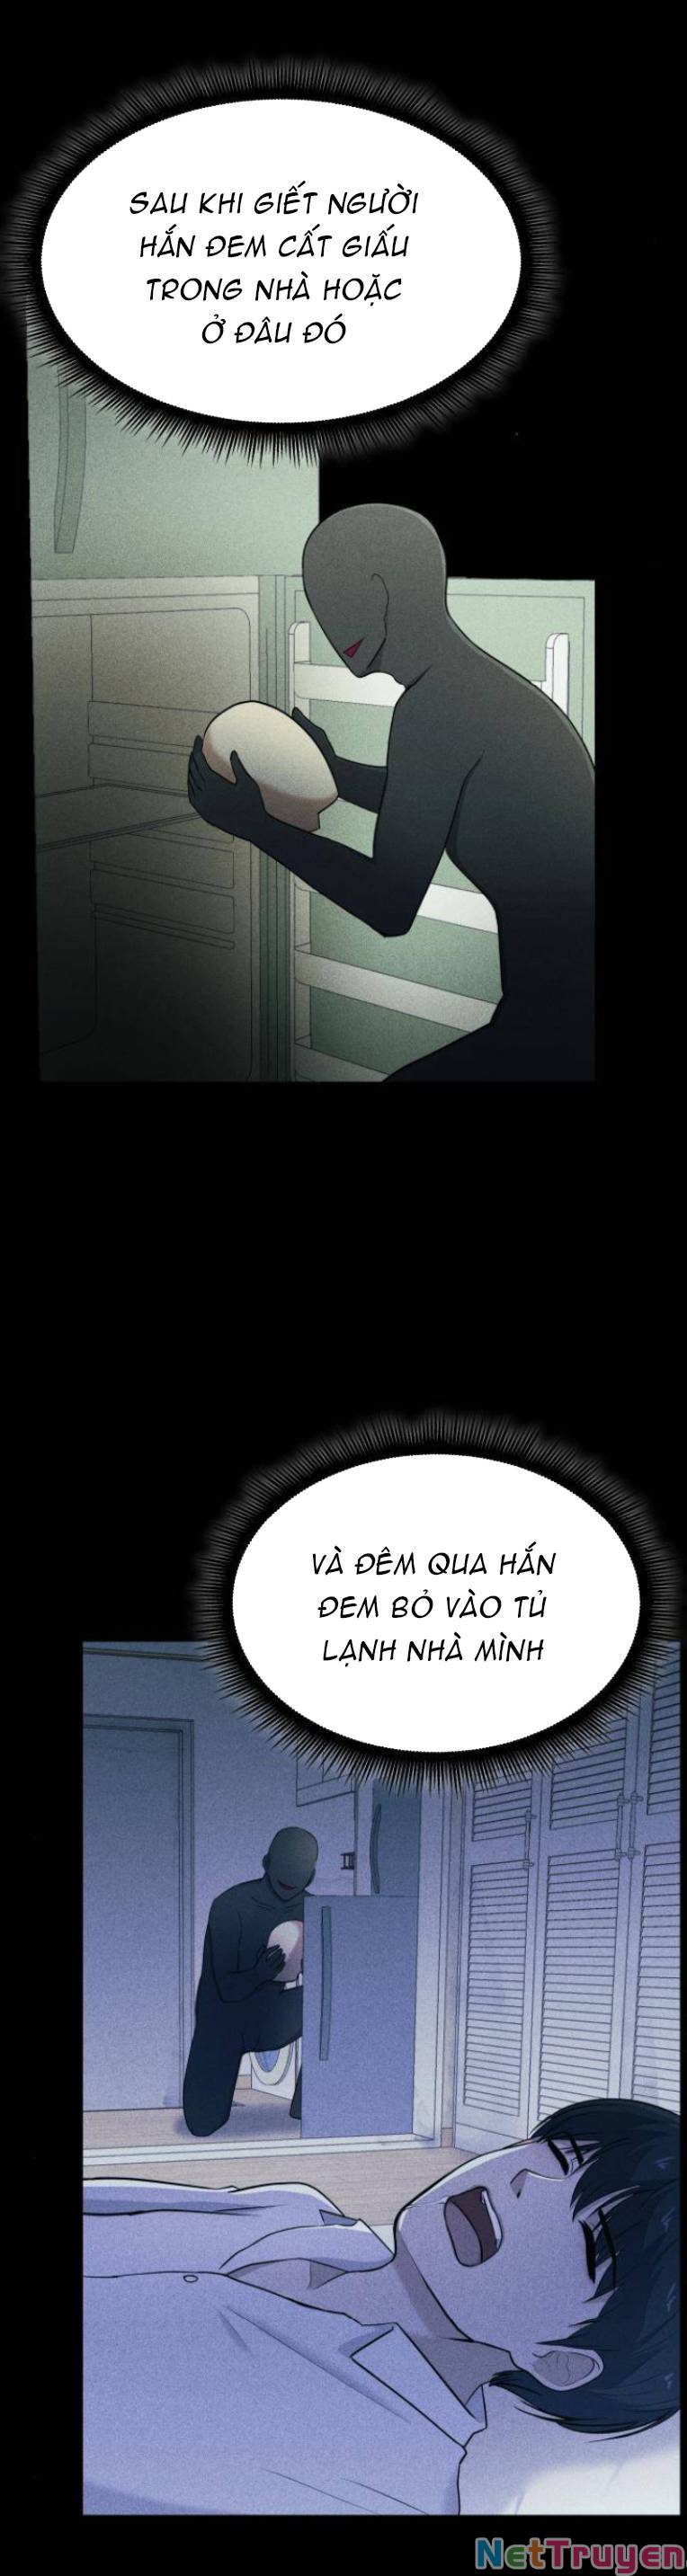 SAU KHI GIẾT NGƯỜI
HẮN ĐEM CẤT GIẤU
TRONG NHÀ HOẶC
Ở ĐÂU ĐÓ
VÀ ĐÊM QUA HẮN
ĐEM BỎ VÀO TỦ
LẠNH NHÀ MÌNH
NetTruyen